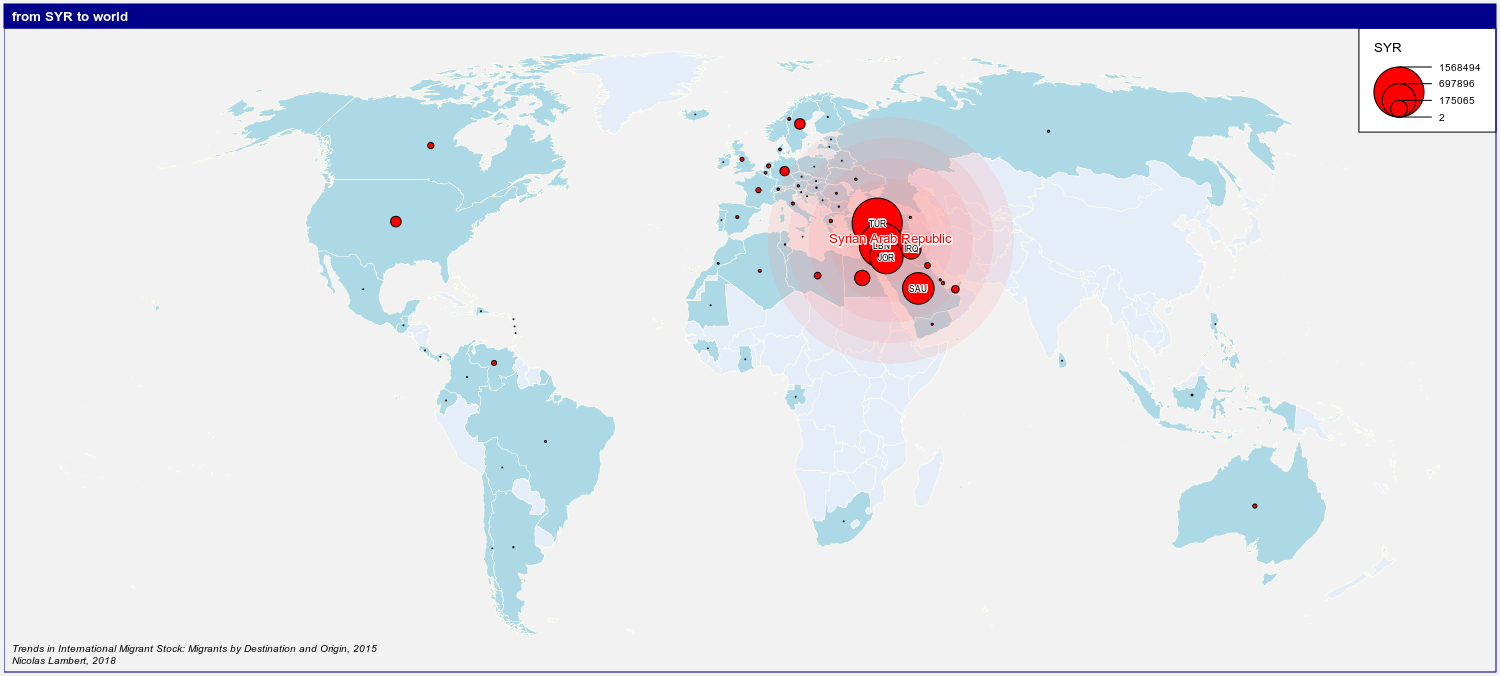 from SYR to world
SYR
1568494
697896
175065
2
TUR
Syrian Arab Republic
LBN
IRQ
JOR
SAU
Trends in International Migrant Stock: Migrants by Destination and Origin, 2015
Nicolas Lambert, 2018